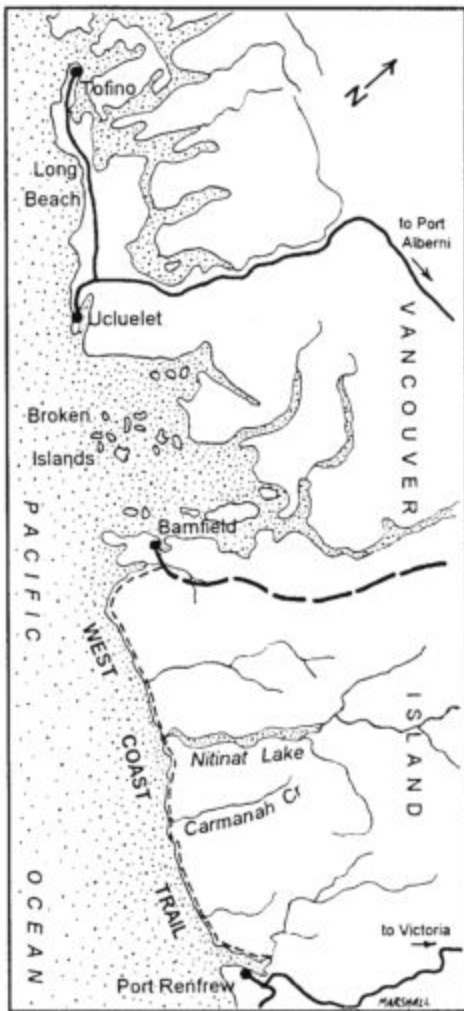 N
Tofino
Long
Beach
to Port
Alberni
Ucluelet
VANCOUVER
Broken
Islands
PACIFIC
Bamfield
WEST
ISLAND
Nitinat Lake
COAST
Carmanah Cr
OCEAN
TRAIL
to Victoria
Port Renfrew
MARSHALL